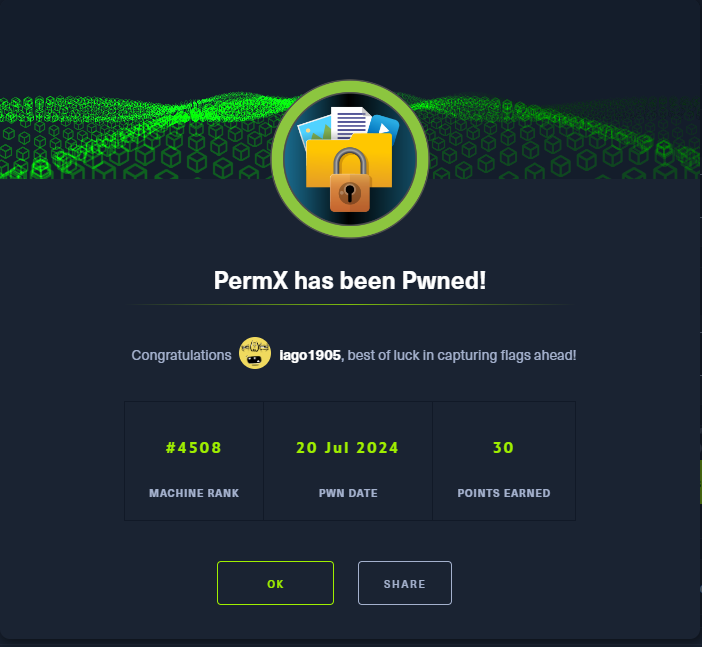 PermX has been Pwned!
Congratulations iago1905, best of luck in capturing flags ahead!
#4508 20 Jul 2024 30
MACHINE RANK PWN DATE POINTS EARNED
OK SHARE